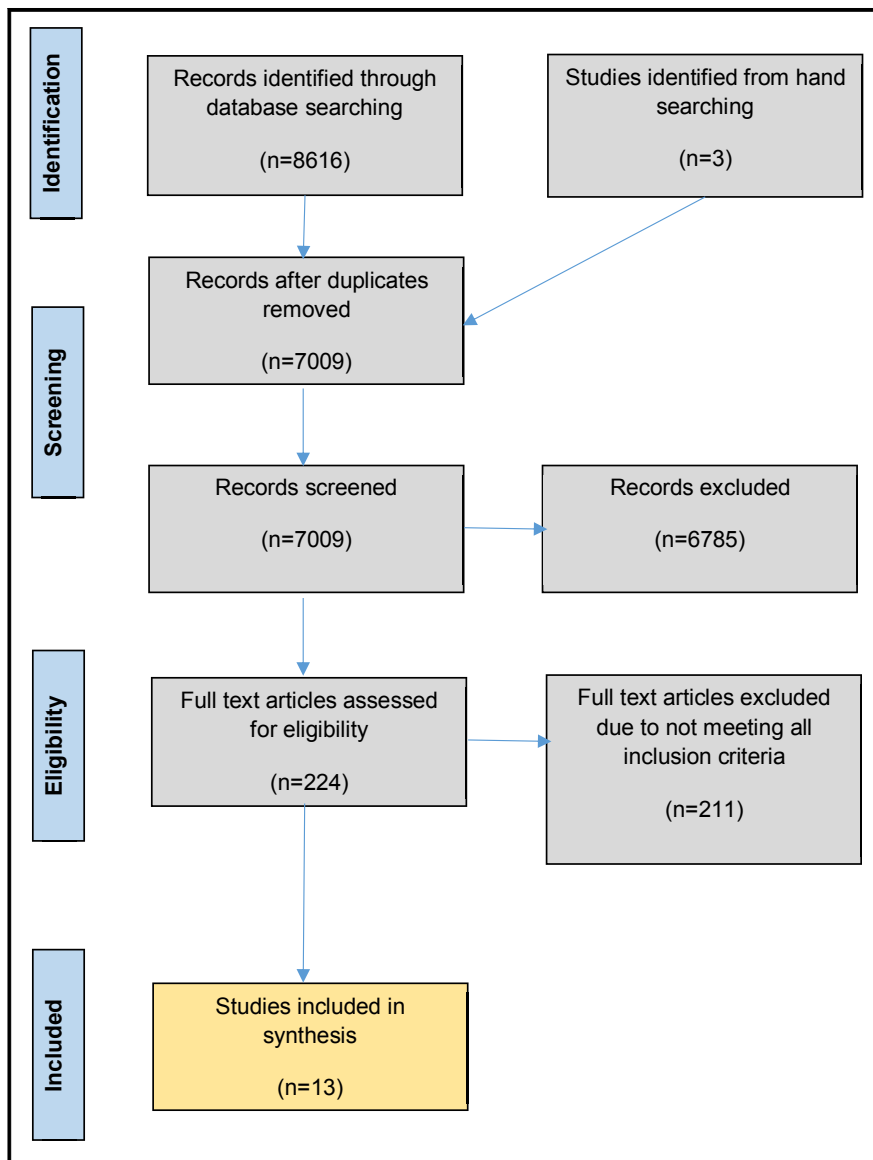 Identification
Records identified through
database searching
(n=8616)
Studies identified from hand
searching
(n=3)
Records after duplicates
removed
(n=7009)
Screening
Records screened
(n=7009)
Records excluded
(n=6785)
Eligibility
Full text articles assessed
for eligibility
(n=224)
Full text articles excluded
due to not meeting all
inclusion criteria
(n=211)
Included
Studies included in
synthesis
(n=13)